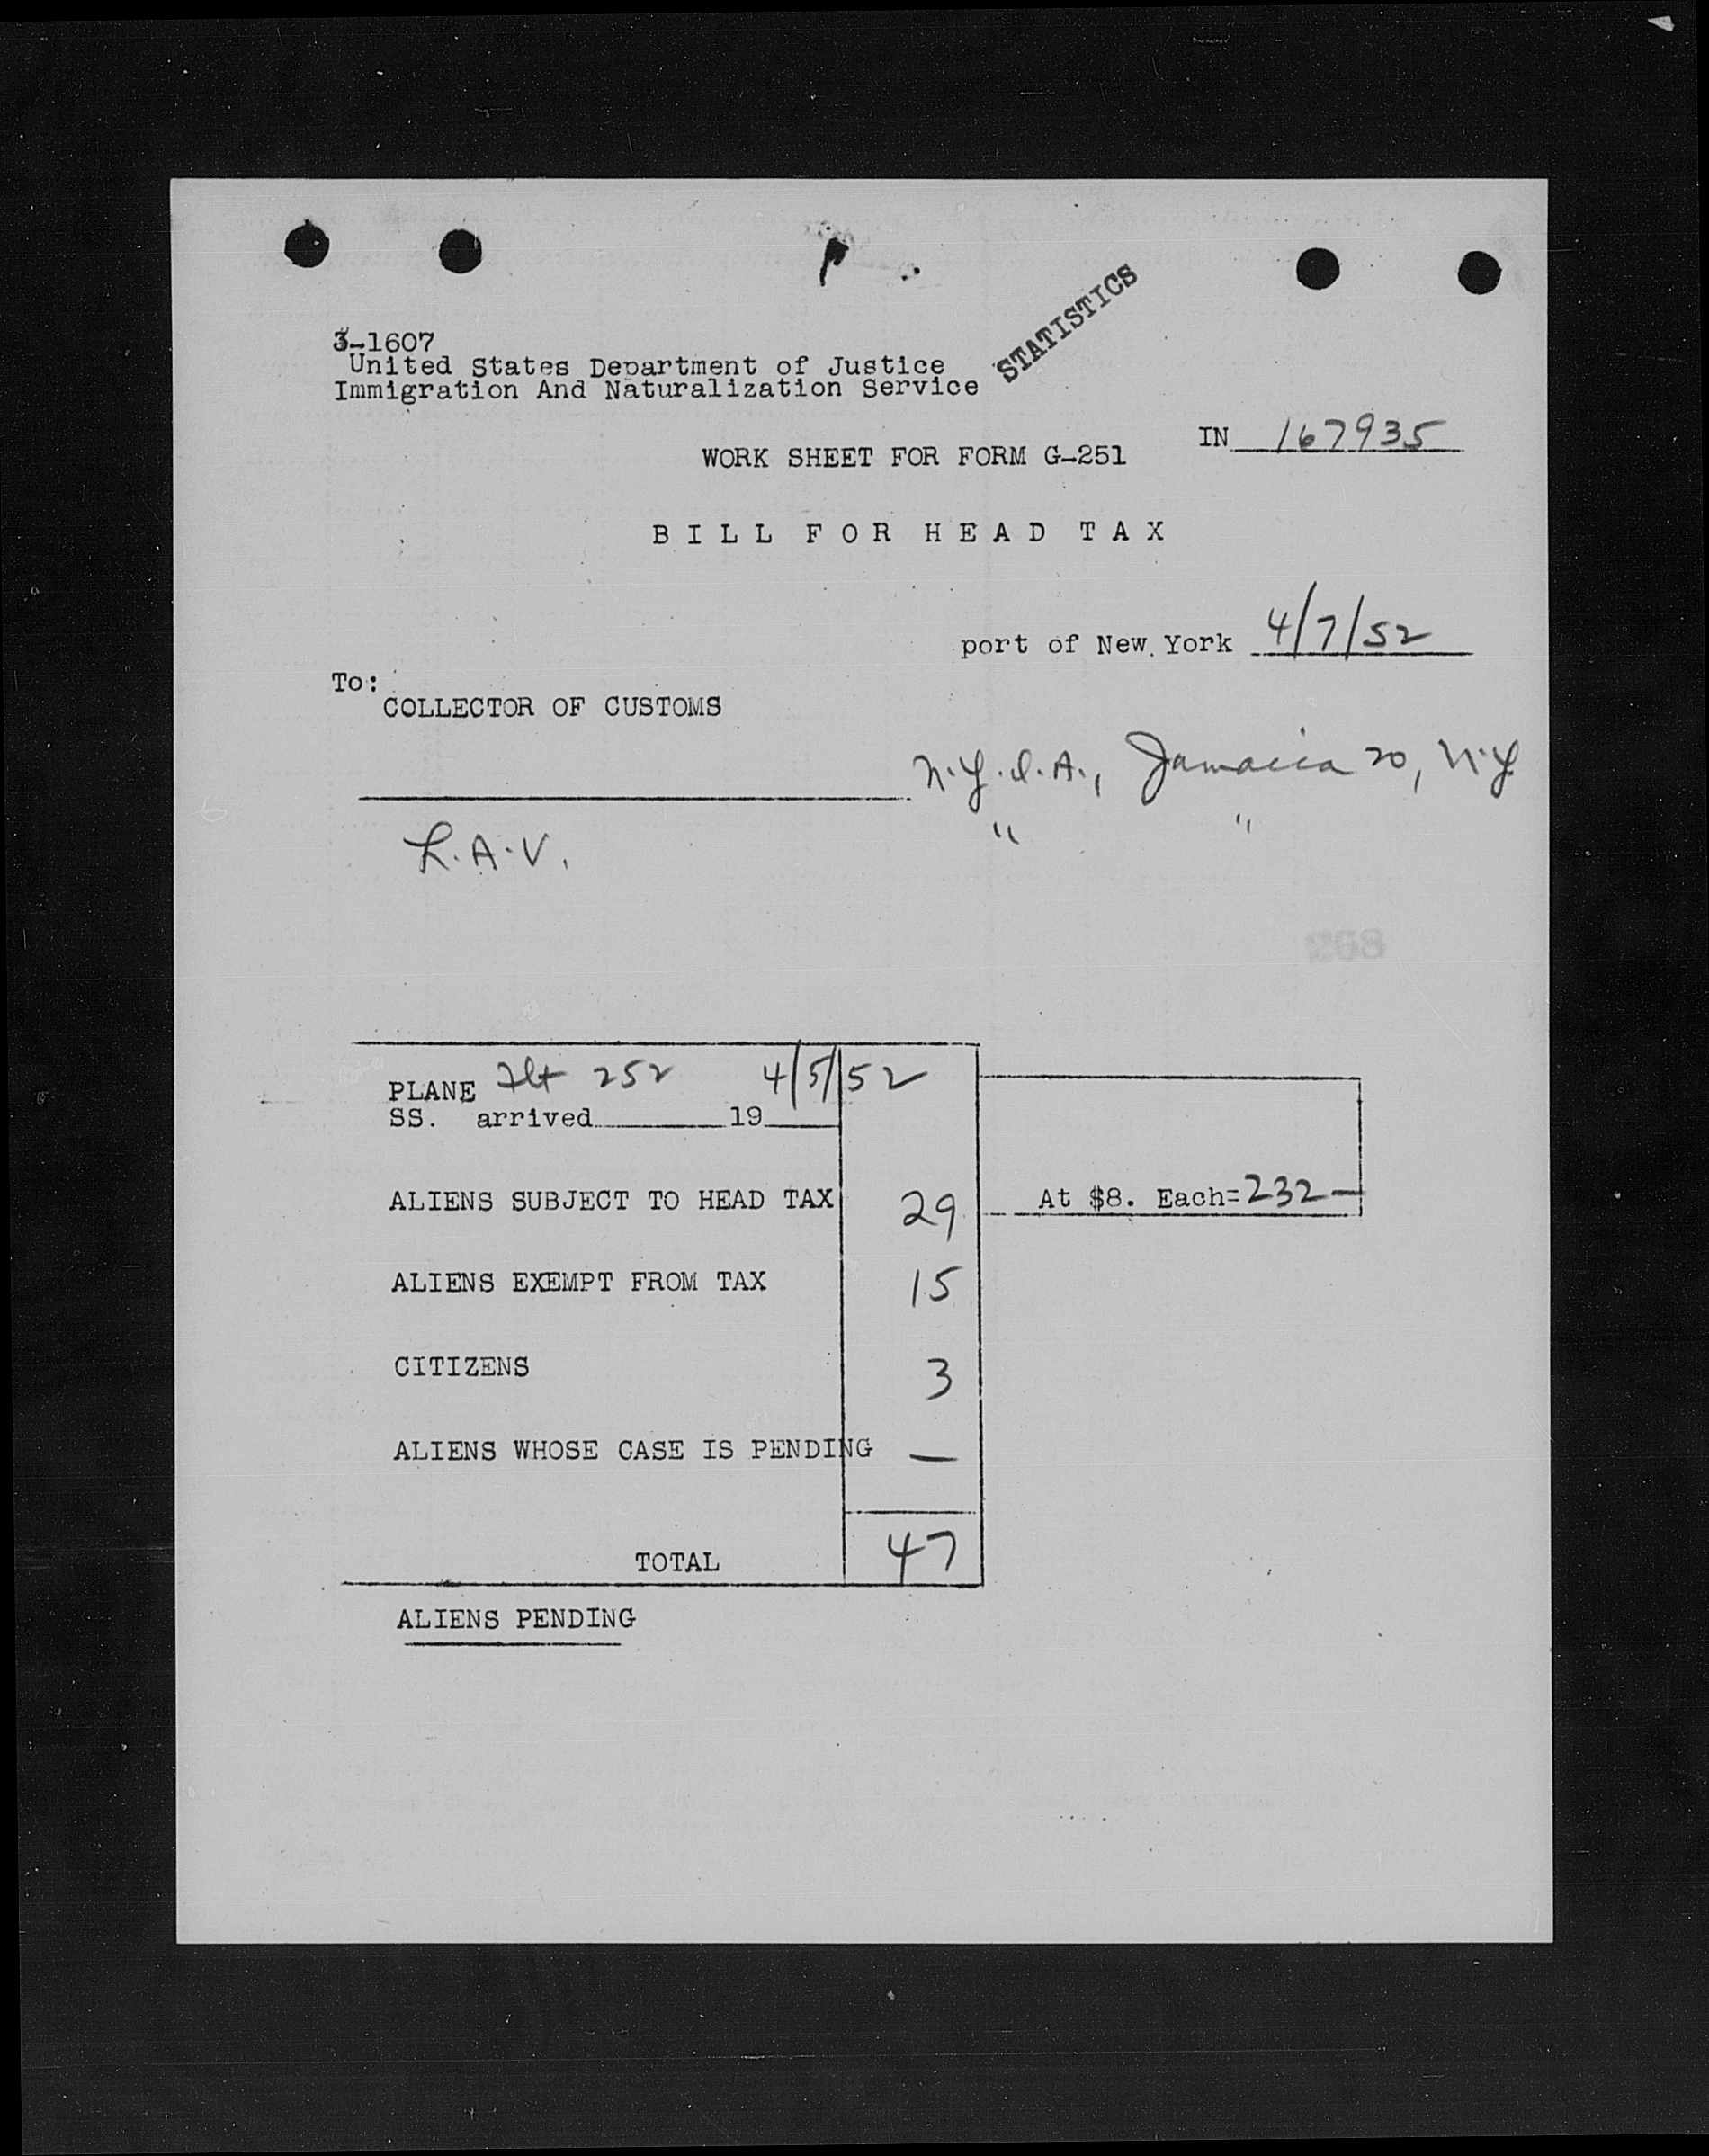 STATISTICS
3-1607
United States Department of Justice
Immigration And Naturalization Service
IN 167935
WORK SHEET FOR FORM G-251
BILL FOR HEAD TAX
port of New York 4/7/52
To:
COLLECTOR OF CUSTOMS
N.Y.I.A., Jamaica 20, N.Y.
L.A.V. " "
268
PLANE Flt 252 4/5/52
SS. arrived 19
ALIENS SUBJECT TO HEAD TAX 29 At $8. Each=232—
ALIENS EXEMPT FROM TAX 15
CITIZENS 3
ALIENS WHOSE CASE IS PENDING —
TOTAL 47
ALIENS PENDING